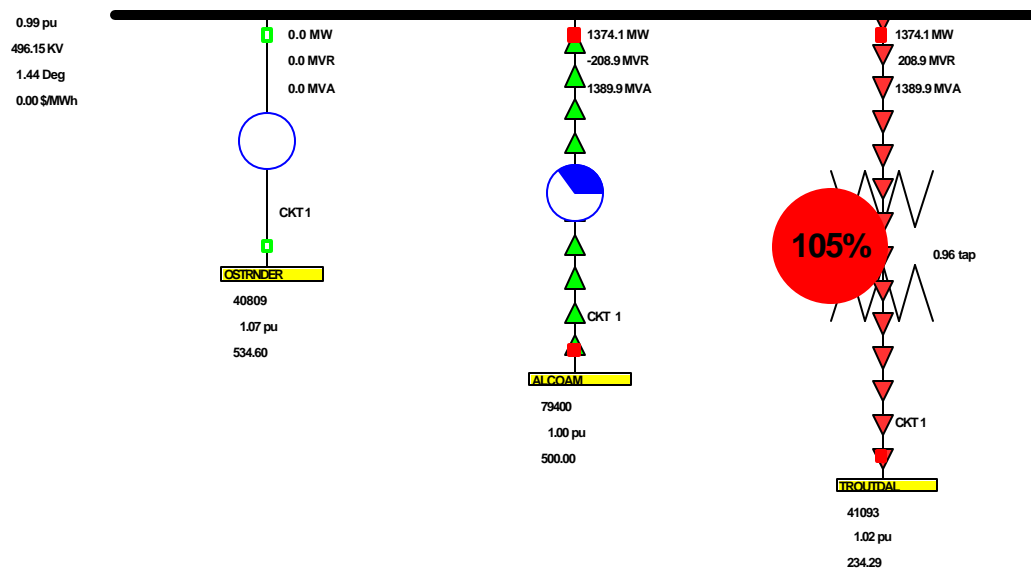 0.99 pu
496.15 KV
1.44 Deg
0.00 $/MWh
0.0 MW
0.0 MVR
0.0 MVA
CKT 1
OSTRNDER
40809
1.07 pu
534.60
1374.1 MW
-208.9 MVR
1389.9 MVA
CKT 1
ALCOAM
79400
1.00 pu
500.00
1374.1 MW
208.9 MVR
1389.9 MVA
105%
0.96 tap
CKT 1
TROUTDAL
41093
1.02 pu
234.29